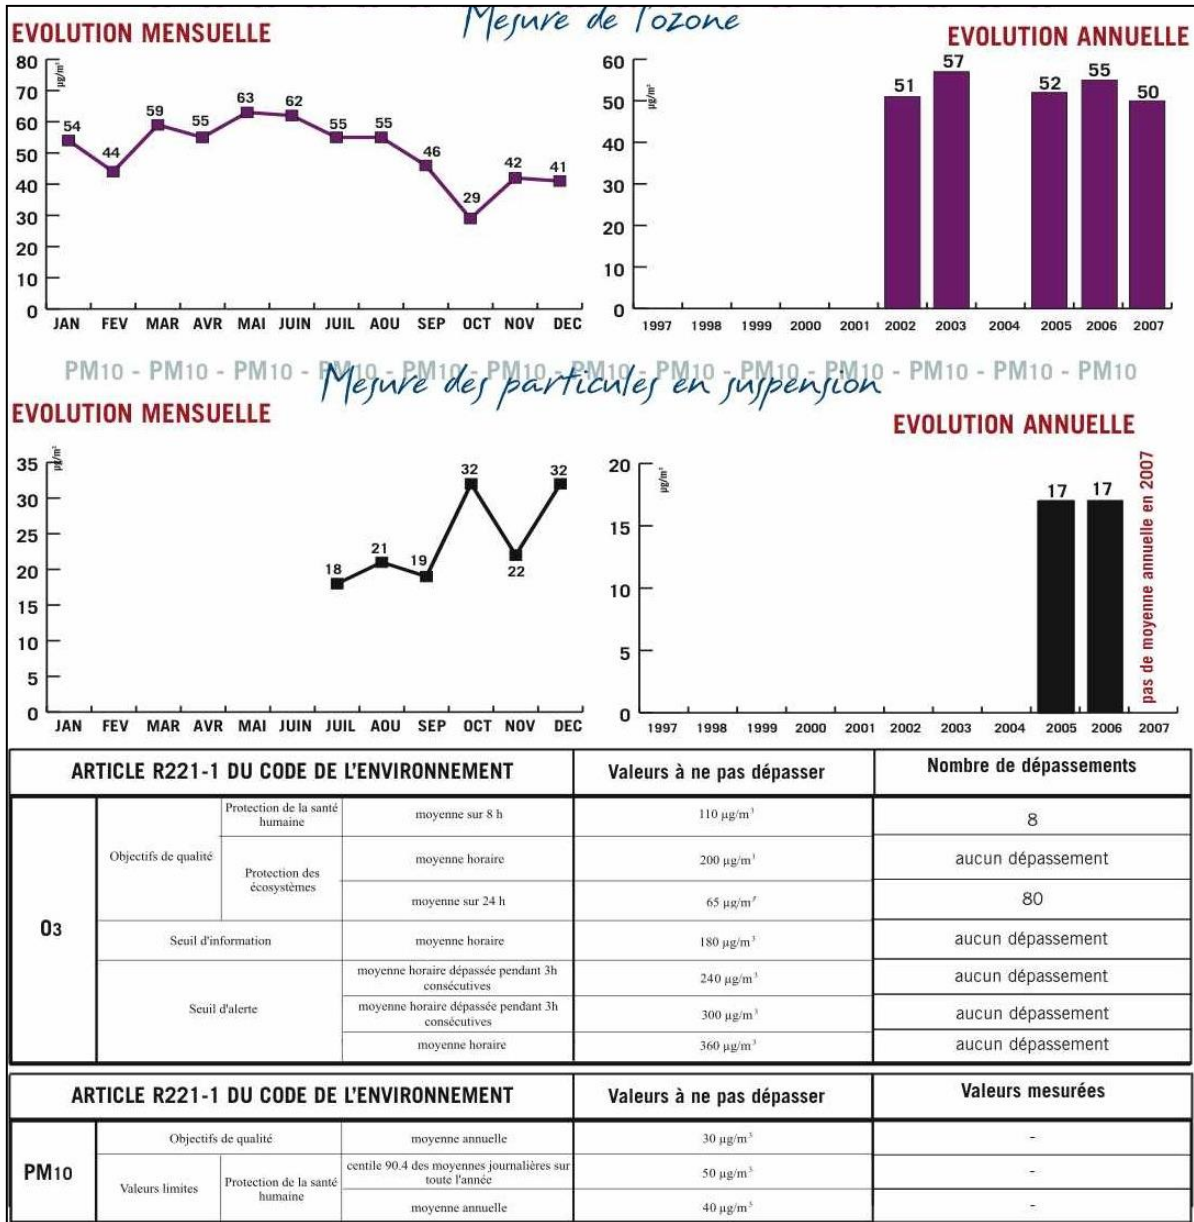 Mesure de l'ozone
EVOLUTION MENSUELLE
EVOLUTION ANNUELLE
80
70
60
50
40
30
20
10
0
µg/m³
54
44
59
55
63
62
55
55
46
29
42
41
JAN FEV MAR AVR MAI JUIN JUIL AOU SEP OCT NOV DEC
60
50
40
30
20
10
0
µg/m³
51
57
52
55
50
1997 1998 1999 2000 2001 2002 2003 2004 2005 2006 2007
PM10 - PM10 - PM10 - PM10 - PM10 - PM10 - PM10 - PM10 - PM10 - PM10 - PM10 - PM10 - PM10
Mesure des particules en suspension
EVOLUTION MENSUELLE
EVOLUTION ANNUELLE
35
30
25
20
15
10
5
0
µg/m³
18
21
19
32
22
32
JAN FEV MAR AVR MAI JUIN JUIL AOU SEP OCT NOV DEC
20
15
10
5
0
µg/m³
17
17
pas de moyenne annuelle en 2007
1997 1998 1999 2000 2001 2002 2003 2004 2005 2006 2007
ARTICLE R221-1 DU CODE DE L'ENVIRONNEMENT Valeurs à ne pas dépasser Nombre de dépassements
O3
Objectifs de qualité
Protection de la santé
humaine
moyenne sur 8 h 110 µg/m³ 8
Protection des
écosystèmes
moyenne horaire 200 µg/m³ aucun dépassement
moyenne sur 24 h 65 µg/m³ 80
Seuil d'information moyenne horaire 180 µg/m³ aucun dépassement
Seuil d'alerte
moyenne horaire dépassée pendant 3h
consécutives
240 µg/m³ aucun dépassement
moyenne horaire dépassée pendant 3h
consécutives
300 µg/m³ aucun dépassement
moyenne horaire 360 µg/m³ aucun dépassement
ARTICLE R221-1 DU CODE DE L'ENVIRONNEMENT Valeurs à ne pas dépasser Valeurs mesurées
PM10
Objectifs de qualité moyenne annuelle 30 µg/m³ -
Valeurs limites
Protection de la santé
humaine
centile 90.4 des moyennes journalières sur
toute l'année
50 µg/m³ -
moyenne annuelle 40 µg/m³ -